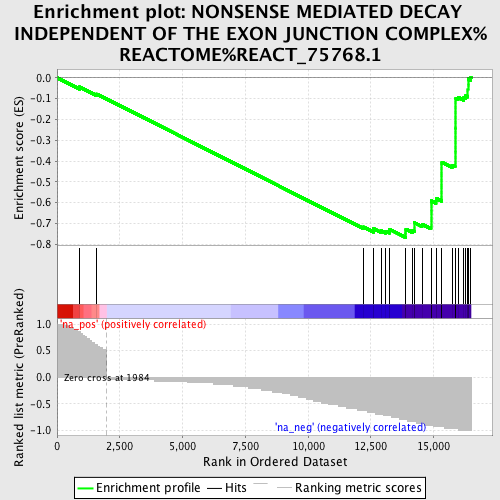 Enrichment plot: NONSENSE MEDIATED DECAY
INDEPENDENT OF THE EXON JUNCTION COMPLEX%
REACTOME%REACT_75768.1
Enrichment score (ES)
0.0
-0.1
-0.2
-0.3
-0.4
-0.5
-0.6
-0.7
-0.8
Ranked list metric (PreRanked)
1.0
0.5
0.0
-0.5
-1.0
'na_pos' (positively correlated)
Zero cross at 1984
'na_neg' (negatively correlated)
0
2,500
5,000
7,500
10,000
12,500
15,000
Rank in Ordered Dataset
Enrichment profile
Hits
Ranking metric scores